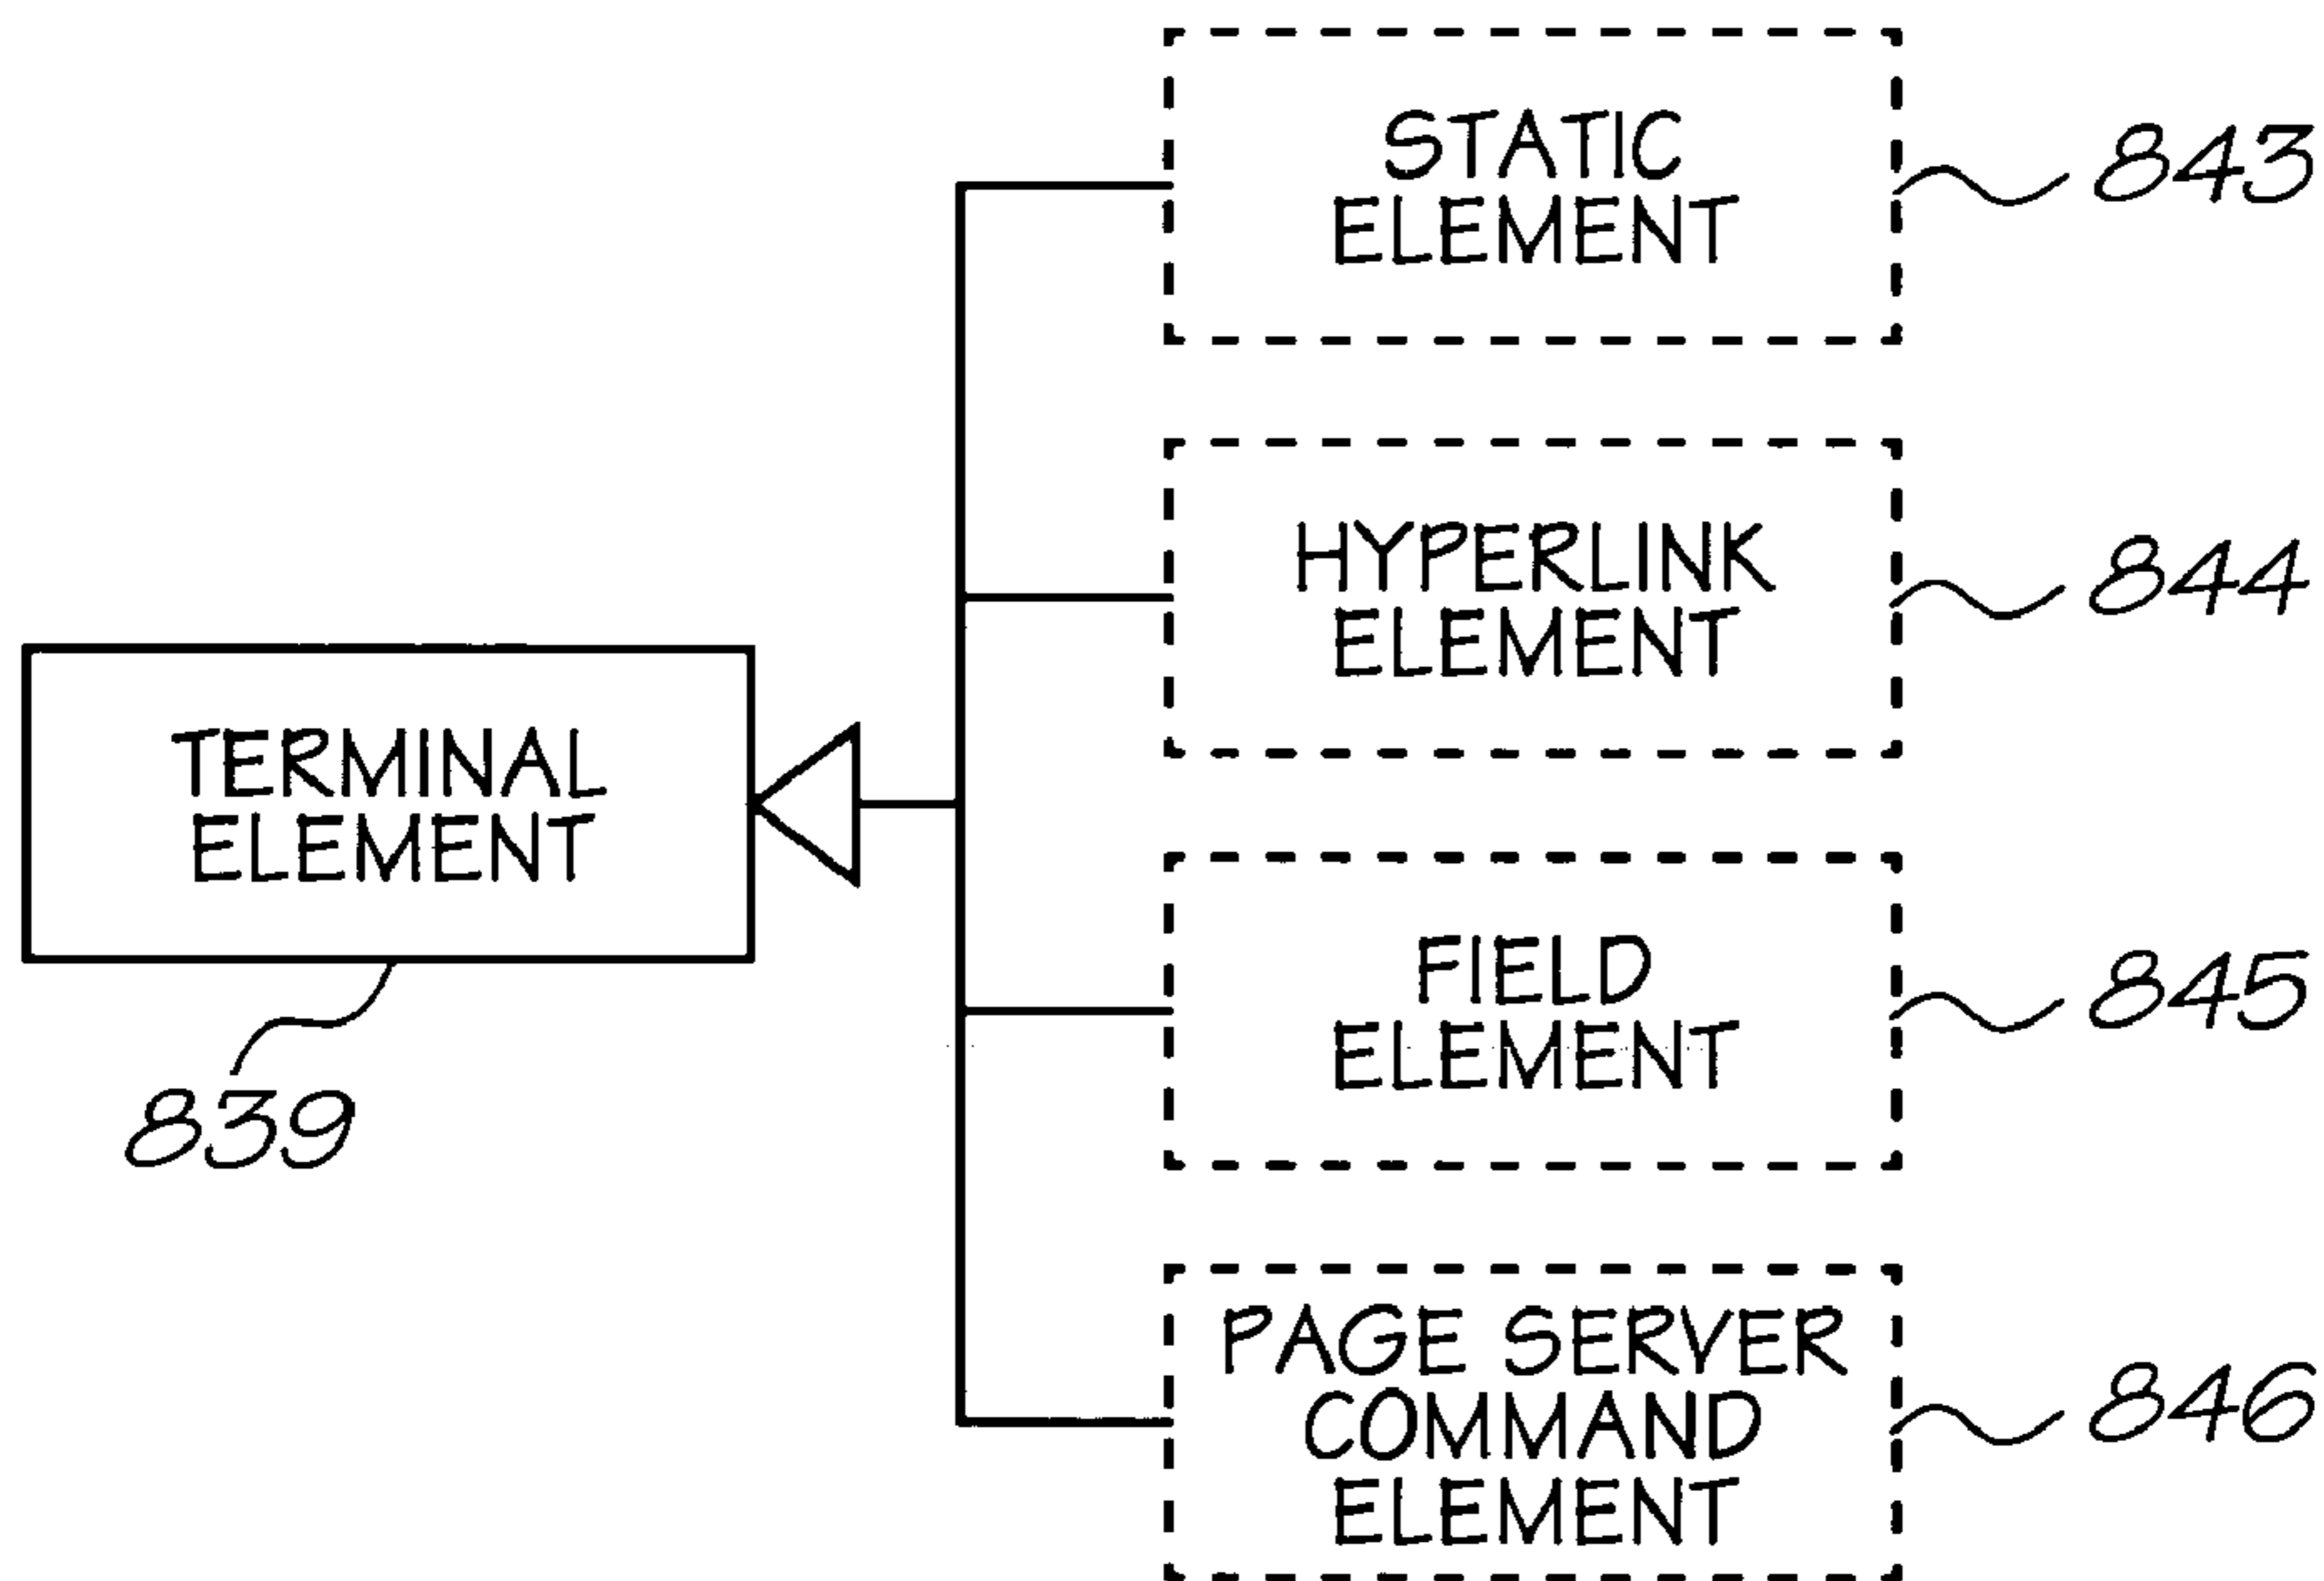 STATIC
ELEMENT
843
HYPERLINK
ELEMENT
844
TERMINAL
ELEMENT
839
FIELD
ELEMENT
845
PAGE SERVER
COMMAND
ELEMENT
846